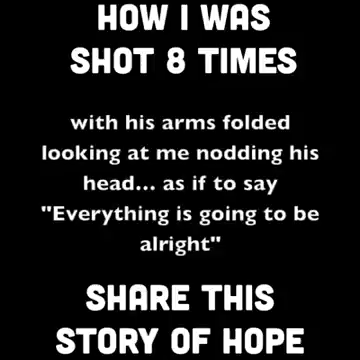 HOW I WAS
SHOT 8 TIMES
with his arms folded
looking at me nodding his
head... as if to say
"Everything is going to be
alright"
SHARE THIS
STORY OF HOPE